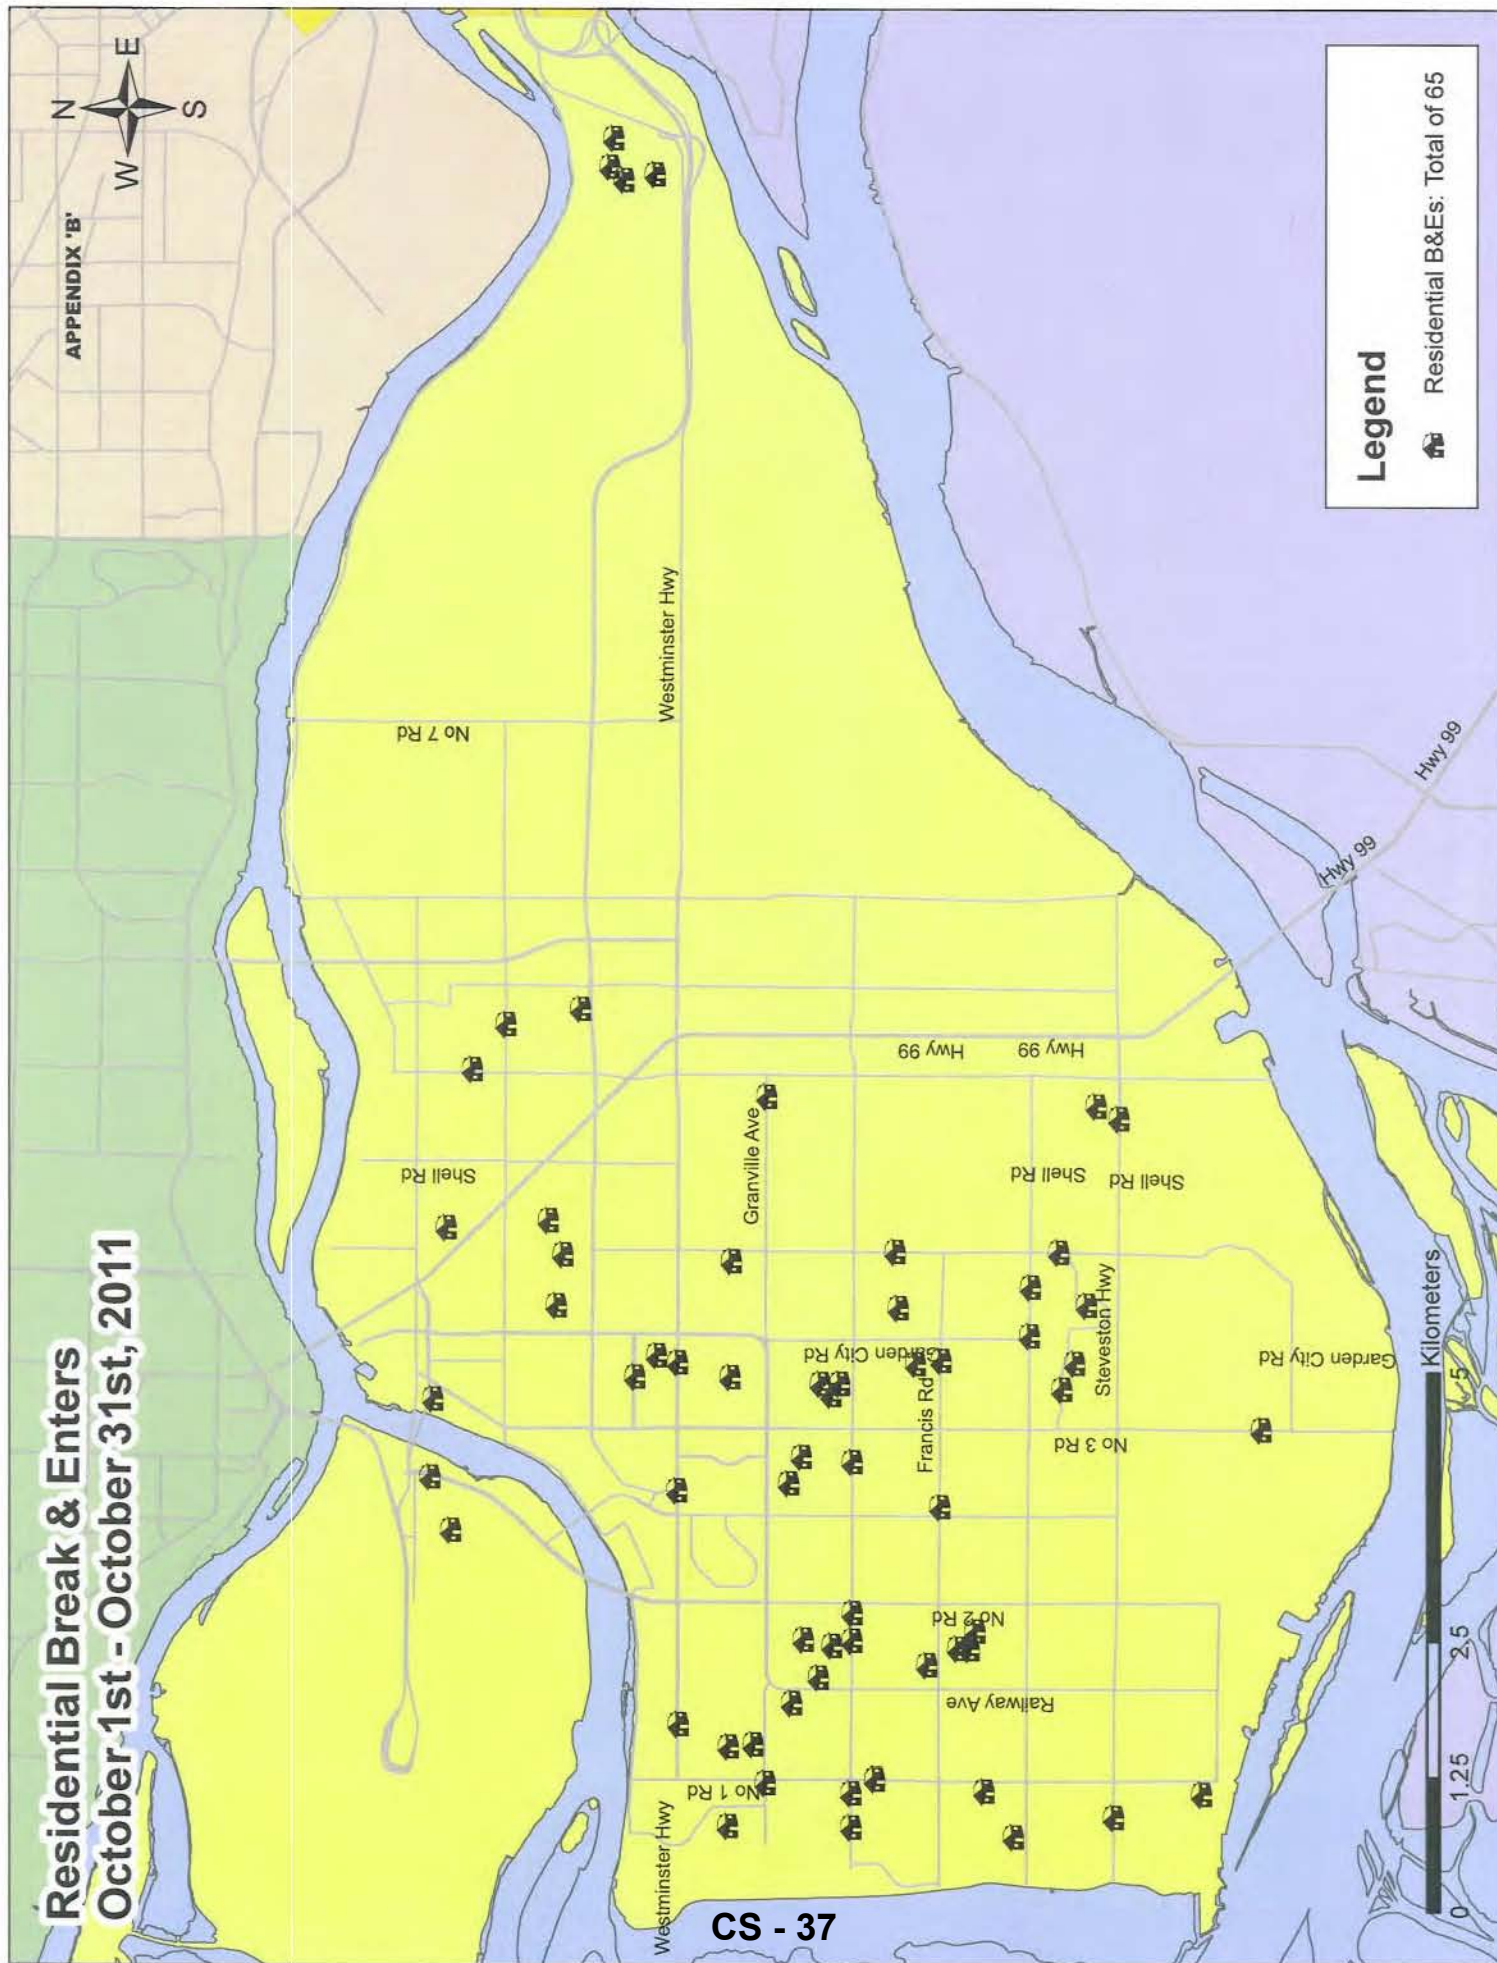 Residential Break & Enters
October 1st - October 31st, 2011
APPENDIX 'B'
N
W
E
S
No 7 Rd
Westminster Hwy
Shell Rd
Granville Ave
Hwy 99
Hwy 99
Hwy 99
Hwy 99
Shell Rd
Shell Rd
Garden City Rd
Francis Rd
Steveston Hwy
Garden City Rd
No 3 Rd
No 2 Rd
Railway Ave
No 1 Rd
Westminster Hwy
0
1.25
2.5
5
Kilometers
Legend
Residential B&Es: Total of 65
CS - 37